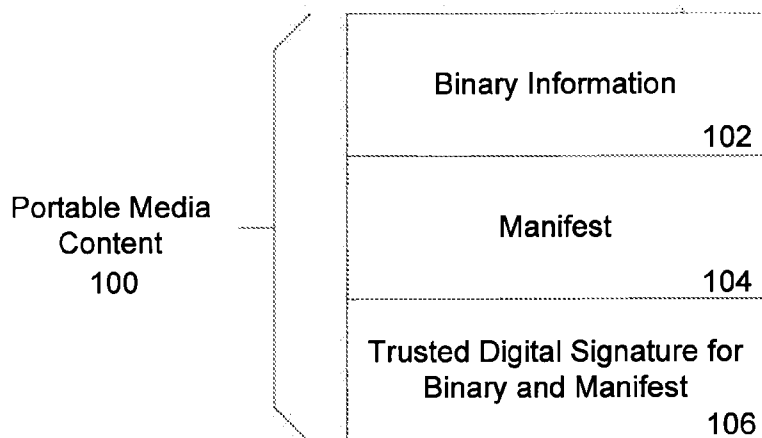 Portable Media
Content
100
Binary Information
102
Manifest
104
Trusted Digital Signature for
Binary and Manifest
106